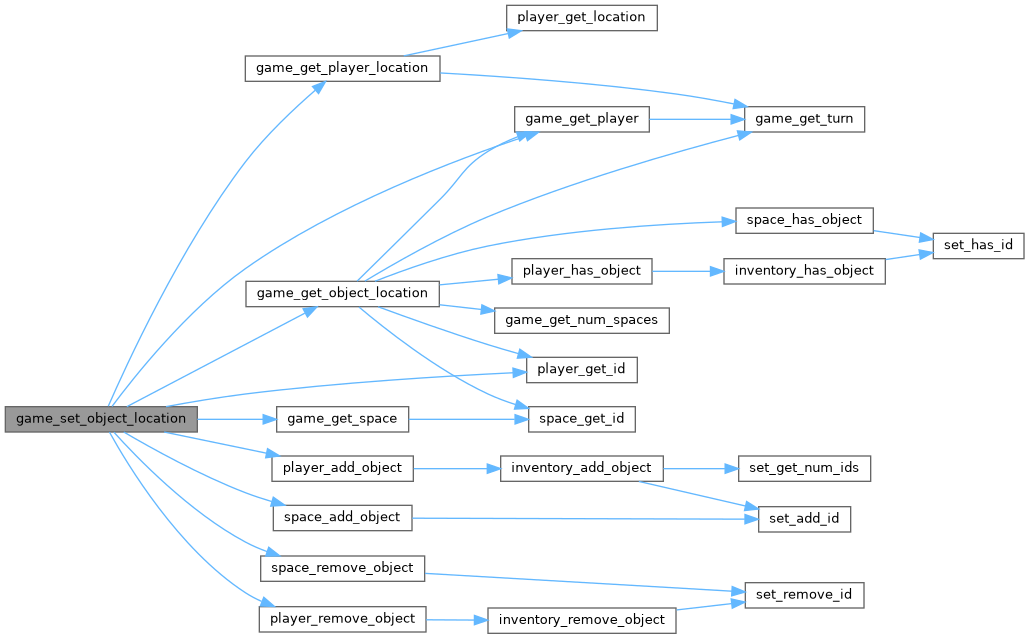 player_get_location
game_get_player_location
game_get_player
game_get_turn
space_has_object
set_has_id
player_has_object
inventory_has_object
game_get_object_location
game_get_num_spaces
player_get_id
game_set_object_location
game_get_space
space_get_id
player_add_object
inventory_add_object
set_get_num_ids
space_add_object
set_add_id
space_remove_object
set_remove_id
player_remove_object
inventory_remove_object